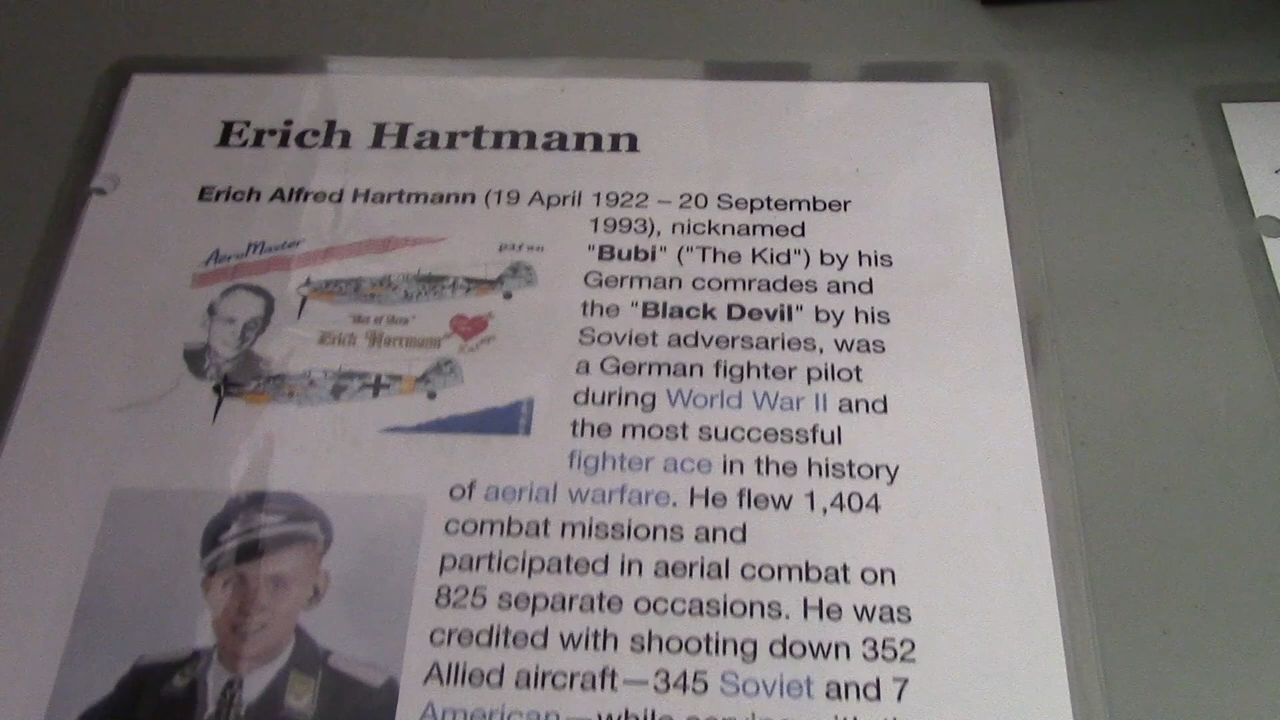 Erich Hartmann
Erich Alfred Hartmann (19 April 1922 – 20 September
1993), nicknamed
"Bubi" ("The Kid") by his
German comrades and
the "Black Devil" by his
Soviet adversaries, was
a German fighter pilot
during World War II and
the most successful
fighter ace in the history
of aerial warfare. He flew 1,404
combat missions and
participated in aerial combat on
825 separate occasions. He was
credited with shooting down 352
Allied aircraft—345 Soviet and 7
American—while serving with
AeroMaster
Erich Hartmann